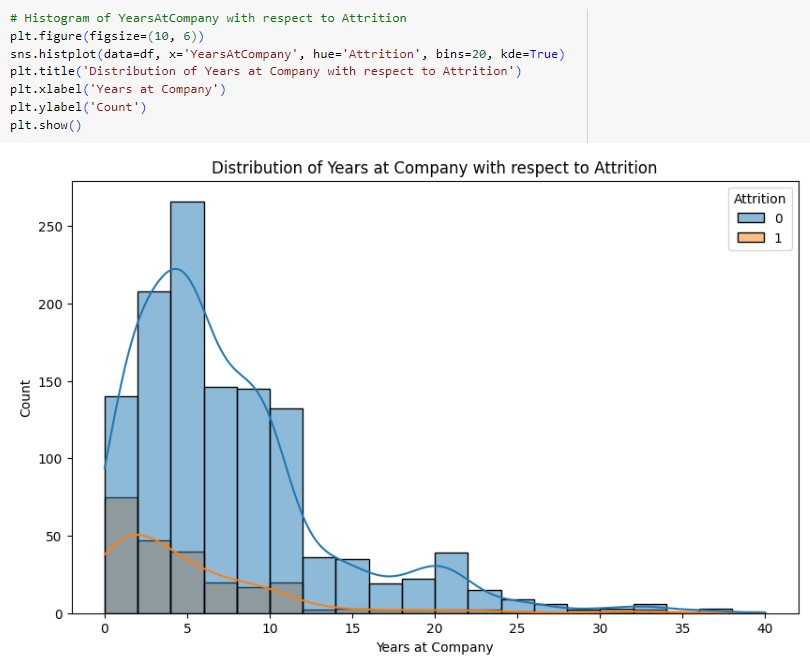 # Histogram of YearsAtCompany with respect to Attrition
plt.figure(figsize=(10, 6))
sns.histplot(data=df, x='YearsAtCompany', hue='Attrition', bins=20, kde=True)
plt.title('Distribution of Years at Company with respect to Attrition')
plt.xlabel('Years at Company')
plt.ylabel('Count')
plt.show()
Distribution of Years at Company with respect to Attrition
Attrition
0
1
Count
250
200
150
100
50
0
0 5 10 15 20 25 30 35 40
Years at Company